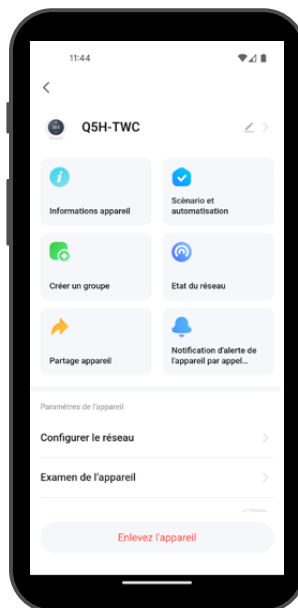 11:44
Q5H-TWC
Informations appareil
Scénario et
automatisation
Créer un groupe
Etat du réseau
Partage appareil
Notification d'alerte de
l'appareil par appel...
Paramètres de l'appareil
Configurer le réseau
Examen de l'appareil
Enlevez l'appareil